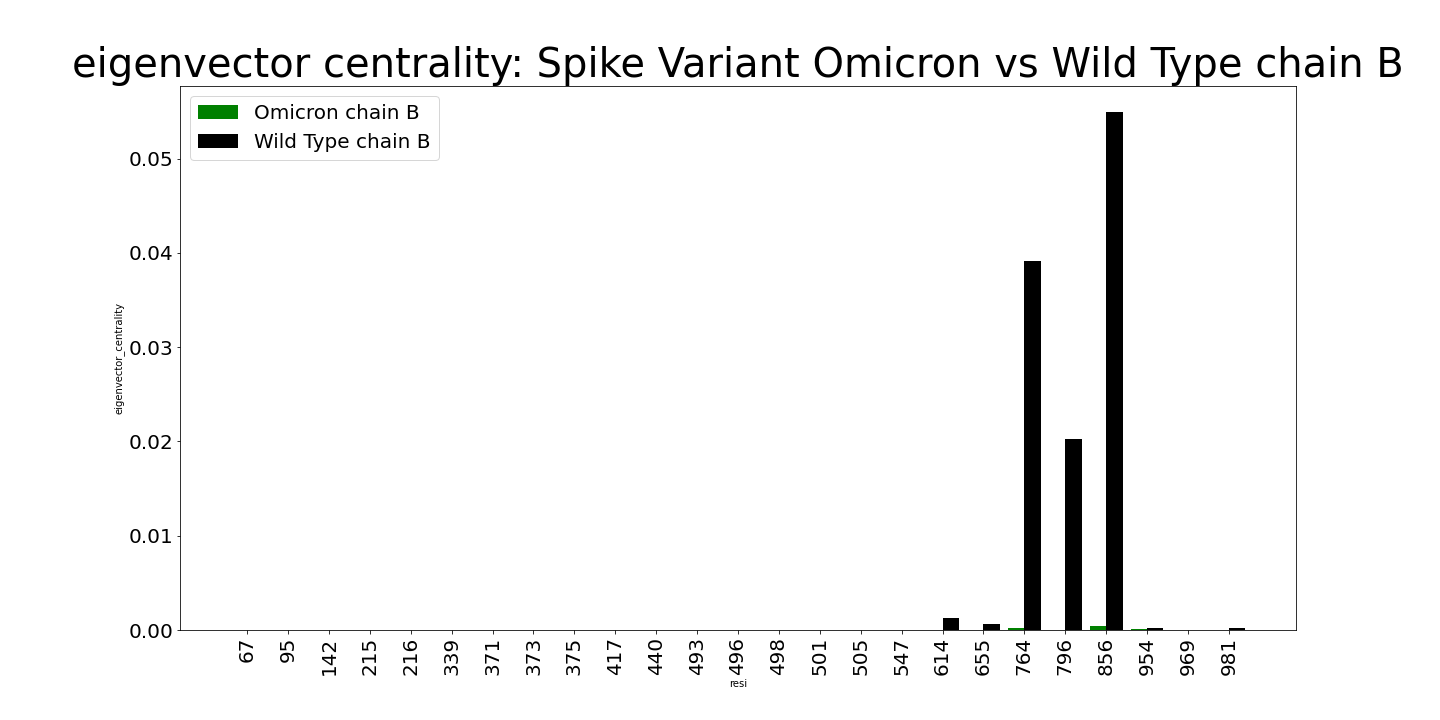 eigenvector centrality: Spike Variant Omicron vs Wild Type chain B
Omicron chain B
Wild Type chain B
0.05
0.04
0.03
0.02
0.01
0.00
eigenvector_centrality
67 95 142 215 216 339 371 373 375 417 440 493 496 498 501 505 547 614 655 764 796 856 954 969 981
resi